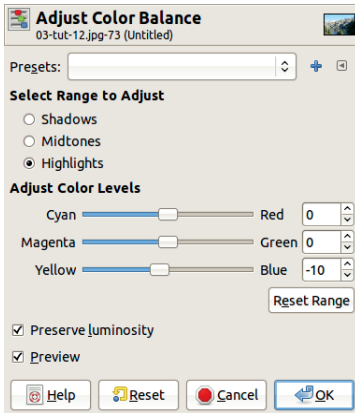 Adjust Color Balance
03-tut-12.jpg-73 (Untitled)
Presets:
Select Range to Adjust
Shadows
Midtones
Highlights
Adjust Color Levels
Cyan Red 0
Magenta Green 0
Yellow Blue -10
Reset Range
Preserve luminosity
Preview
Help Reset Cancel OK